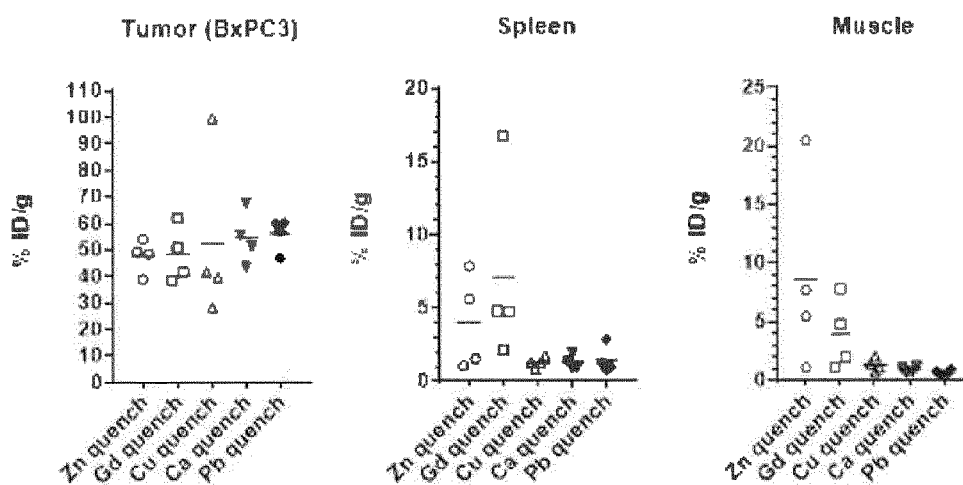 Tumor (BxPC3)
% ID/g
110
100
90
80
70
60
50
40
30
20
10
0
Zn quench
Gd quench
Cu quench
Ca quench
Pb quench
Spleen
% ID/g
20
15
10
5
0
Zn quench
Gd quench
Cu quench
Ca quench
Pb quench
Muscle
% ID/g
25
20
15
10
5
0
Zn quench
Gd quench
Cu quench
Ca quench
Pb quench